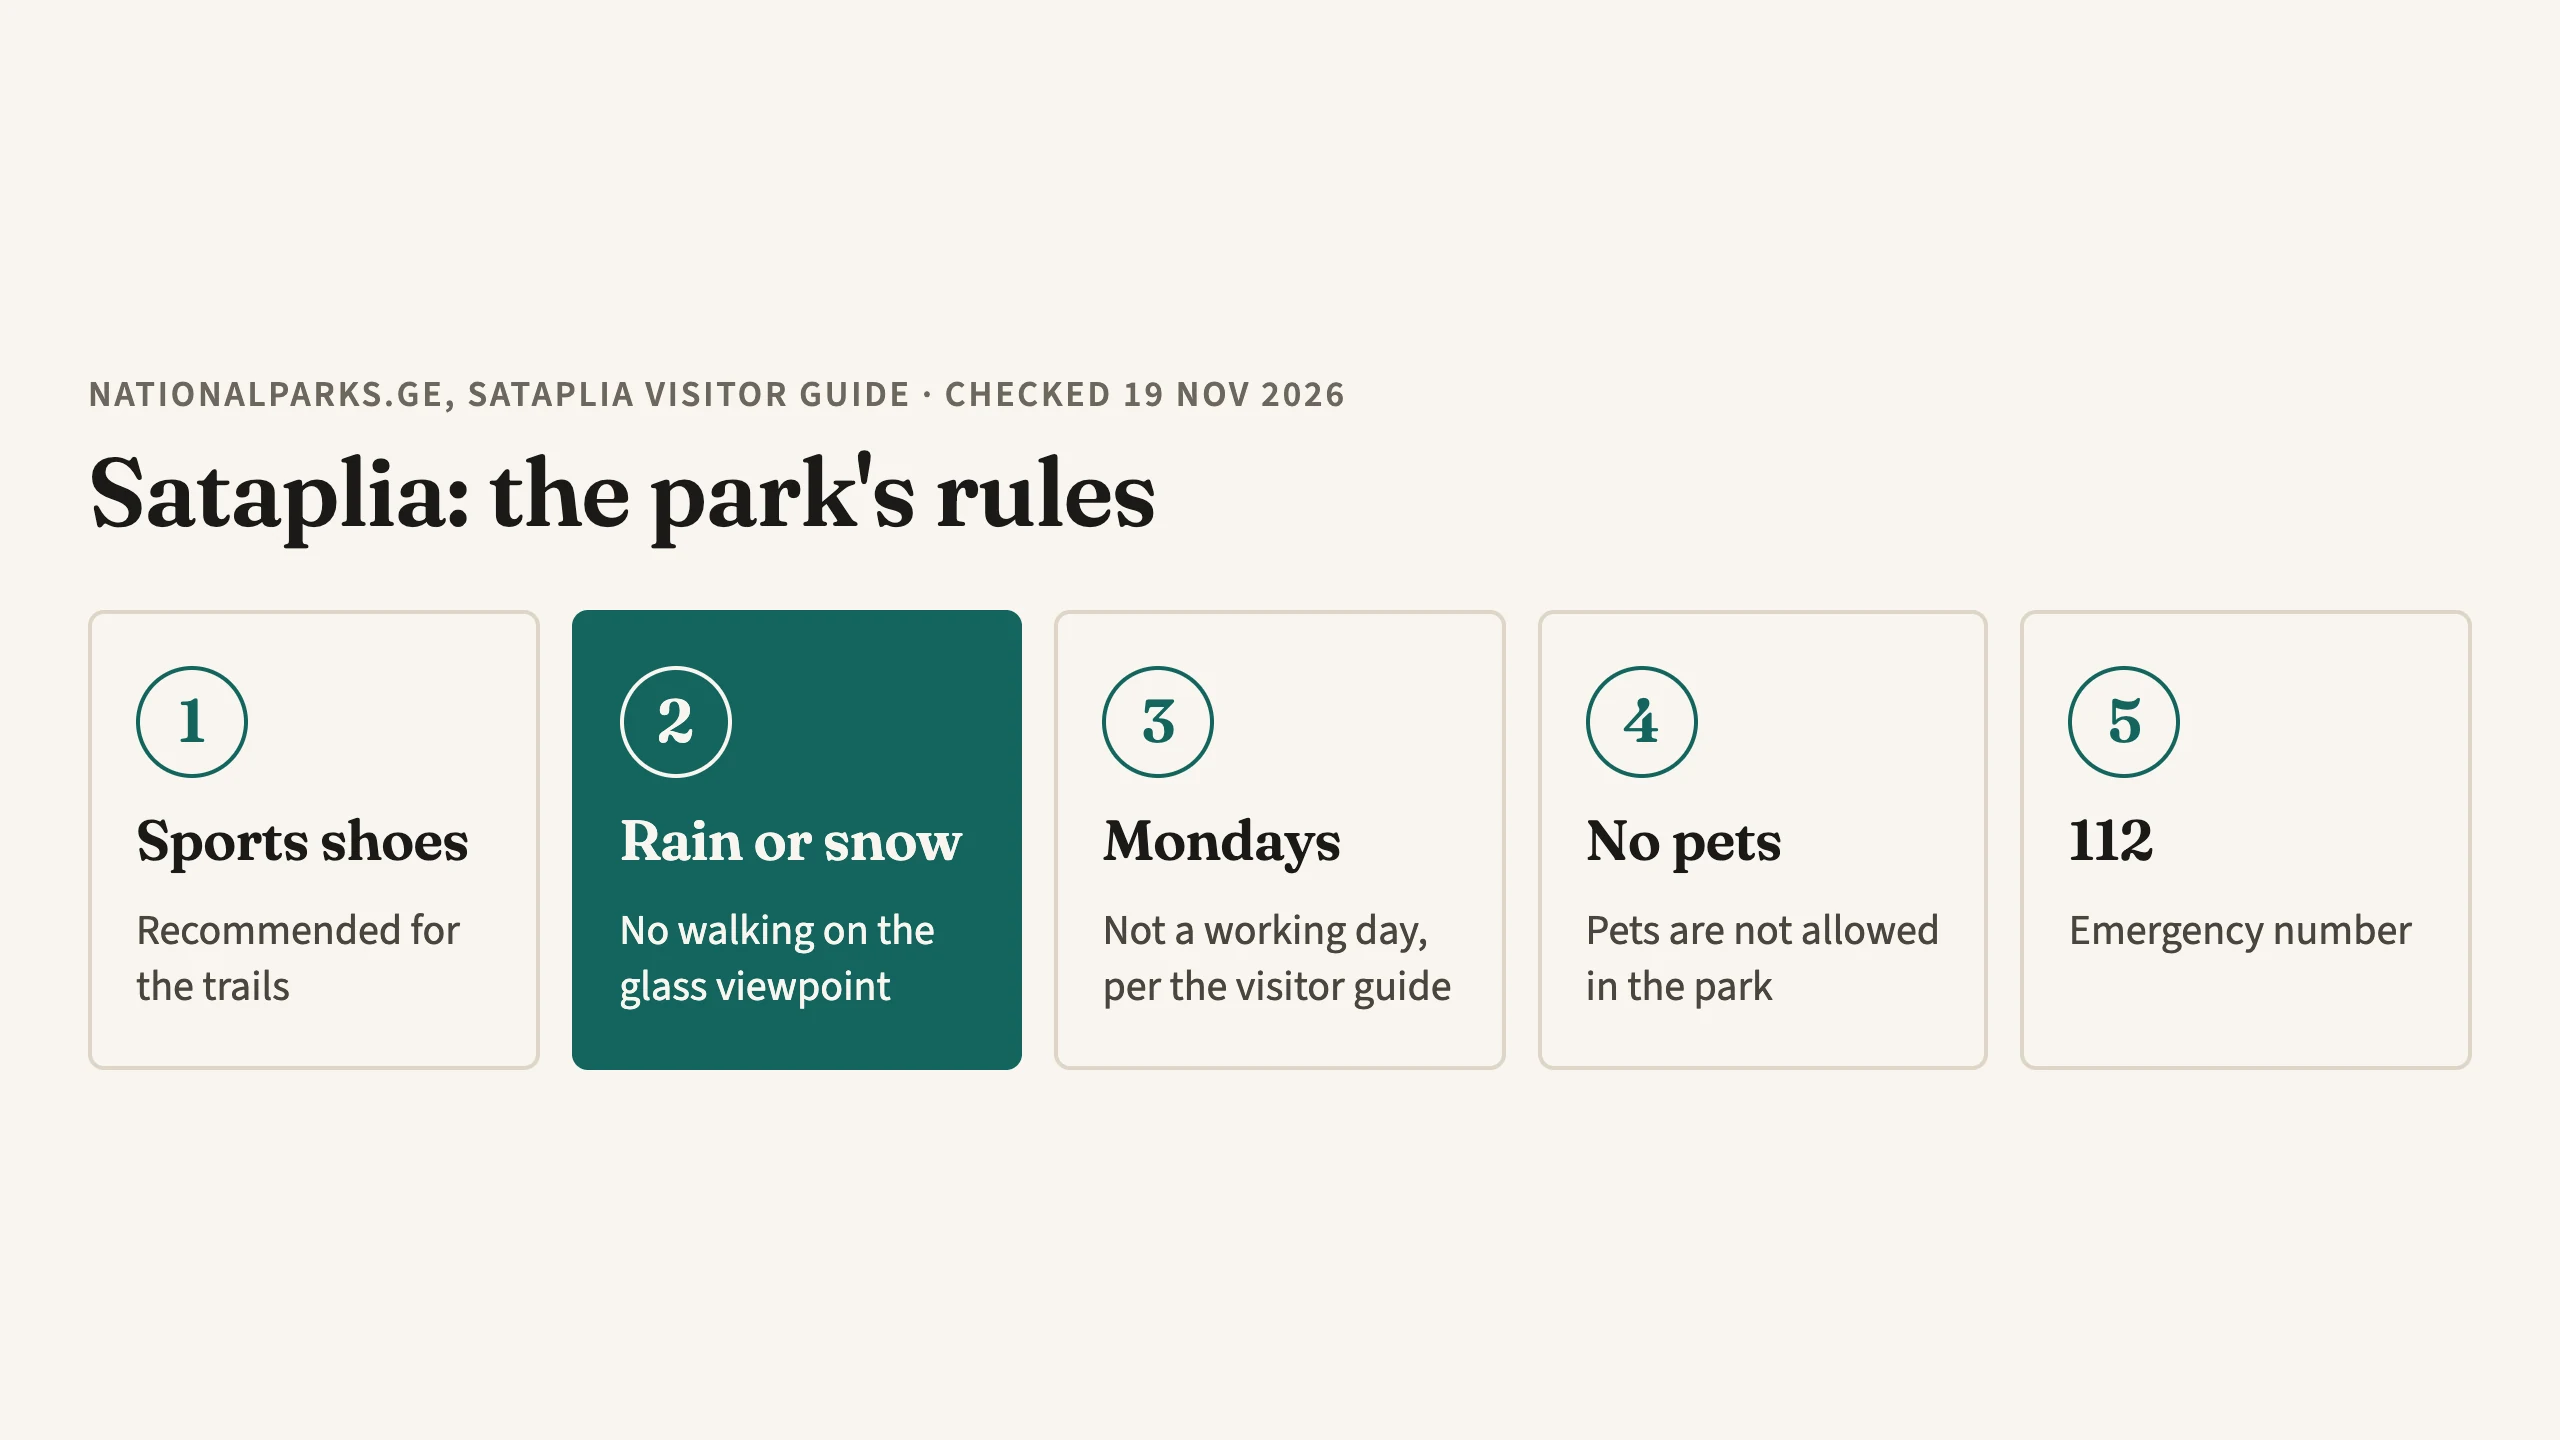 NATIONALPARKS.GE, SATAPLIA VISITOR GUIDE · CHECKED 19 NOV 2026
Sataplia: the park's rules
1
Sports shoes
Recommended for
the trails
2
Rain or snow
No walking on the
glass viewpoint
3
Mondays
Not a working day,
per the visitor guide
4
No pets
Pets are not allowed
in the park
5
112
Emergency number